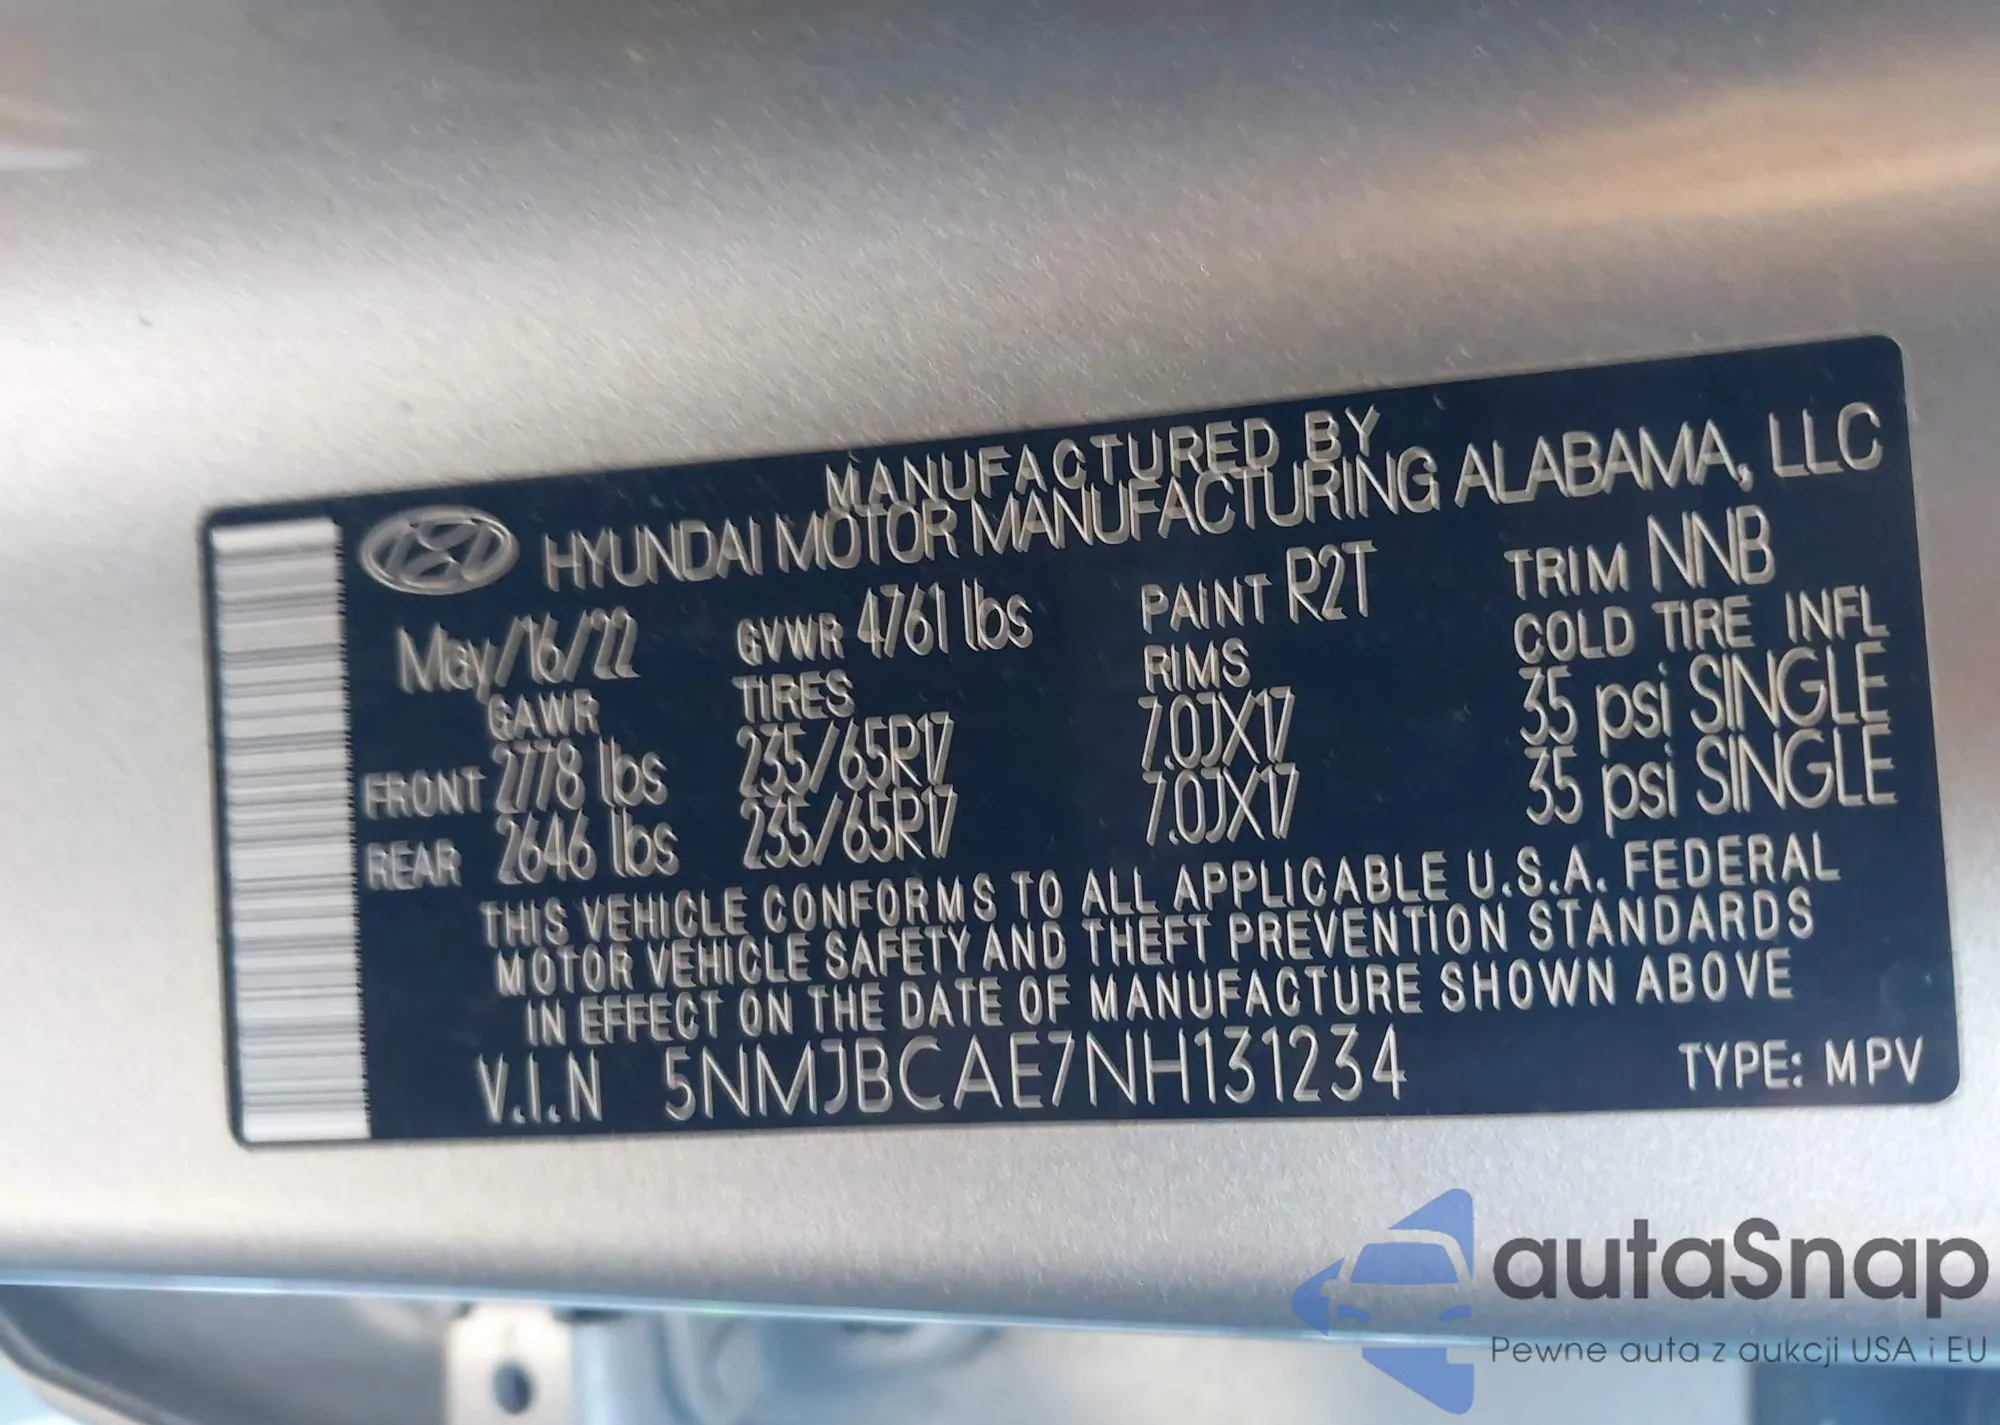 MANUFACTURED BY
HYUNDAI MOTOR MANUFACTURING ALABAMA, LLC
May/16/22 GVWR 4761 lbs PAINT R2T TRIM NNB
GAWR TIRES RIMS COLD TIRE INFL
FRONT 2778 lbs 235/65R17 7.0JX17 35 psi SINGLE
REAR 2646 lbs 235/65R17 7.0JX17 35 psi SINGLE
THIS VEHICLE CONFORMS TO ALL APPLICABLE U.S.A. FEDERAL
MOTOR VEHICLE SAFETY AND THEFT PREVENTION STANDARDS
IN EFFECT ON THE DATE OF MANUFACTURE SHOWN ABOVE
V.I.N 5NMJBCAE7NH131234 TYPE: MPV
autaSnap
Pewne auta z aukcji USA i EU